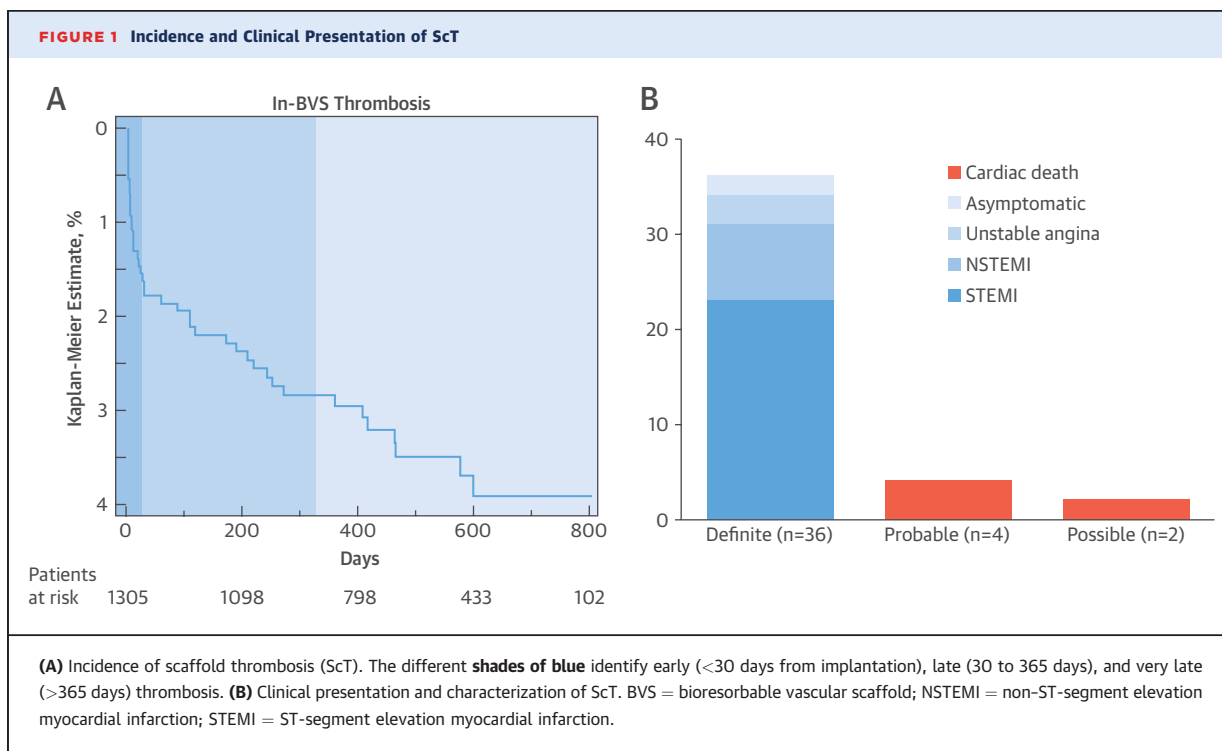 FIGURE 1 Incidence and Clinical Presentation of ScT
A
In-BVS Thrombosis
Kaplan-Meier Estimate, %
0
1
2
3
4
0 200 400 600 800
Days
Patients
at risk 1305 1098 798 433 102
B
40
30
20
10
0
Cardiac death
Asymptomatic
Unstable angina
NSTEMI
STEMI
Definite (n=36) Probable (n=4) Possible (n=2)
(A) Incidence of scaffold thrombosis (ScT). The different shades of blue identify early (<30 days from implantation), late (30 to 365 days), and very late
(>365 days) thrombosis. (B) Clinical presentation and characterization of ScT. BVS = bioresorbable vascular scaffold; NSTEMI = non–ST-segment elevation
myocardial infarction; STEMI = ST-segment elevation myocardial infarction.